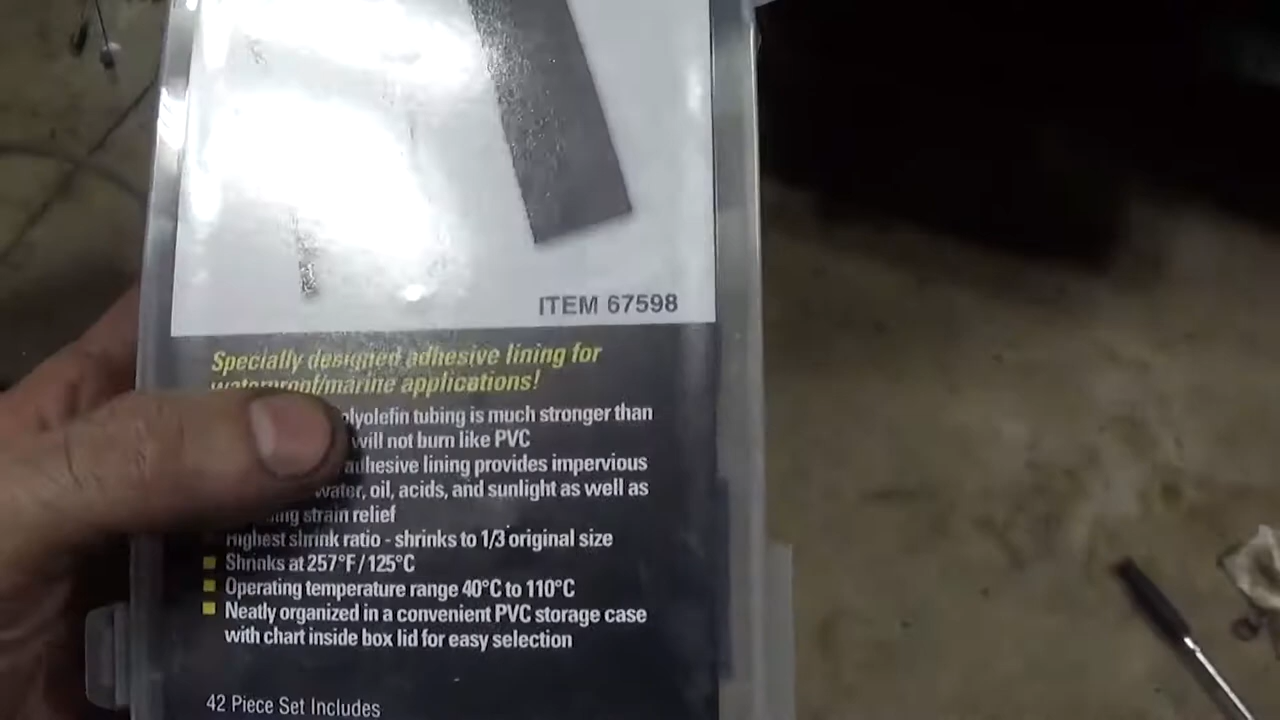 ITEM 67598
Specially designed adhesive lining for
waterproof/marine applications!
olyolefin tubing is much stronger than
will not burn like PVC
adhesive lining provides impervious
water, oil, acids, and sunlight as well as
strain relief
Highest shrink ratio - shrinks to 1/3 original size
Shrinks at 257°F / 125°C
Operating temperature range 40°C to 110°C
Neatly organized in a convenient PVC storage case
with chart inside box lid for easy selection
42 Piece Set Includes